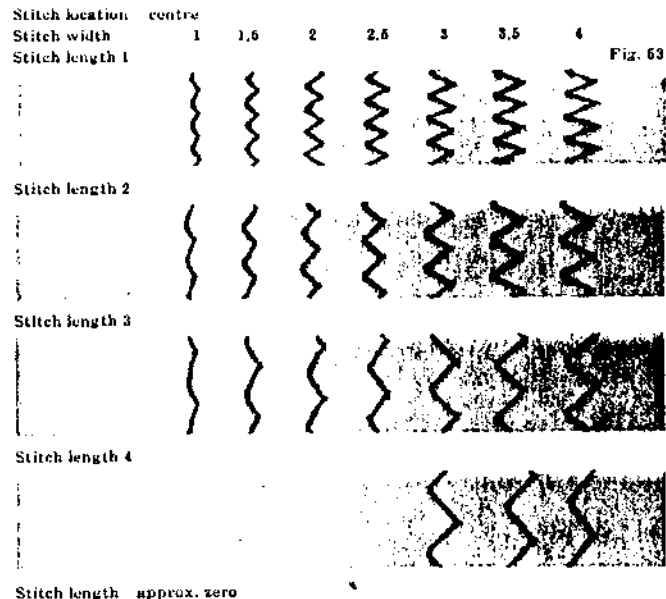 Stitch location centre
Stitch width 1 1,5 2 2,5 3 3,5 4
Stitch length 1 Fig. 53
Stitch length 2
Stitch length 3
Stitch length 4
Stitch length approx. zero